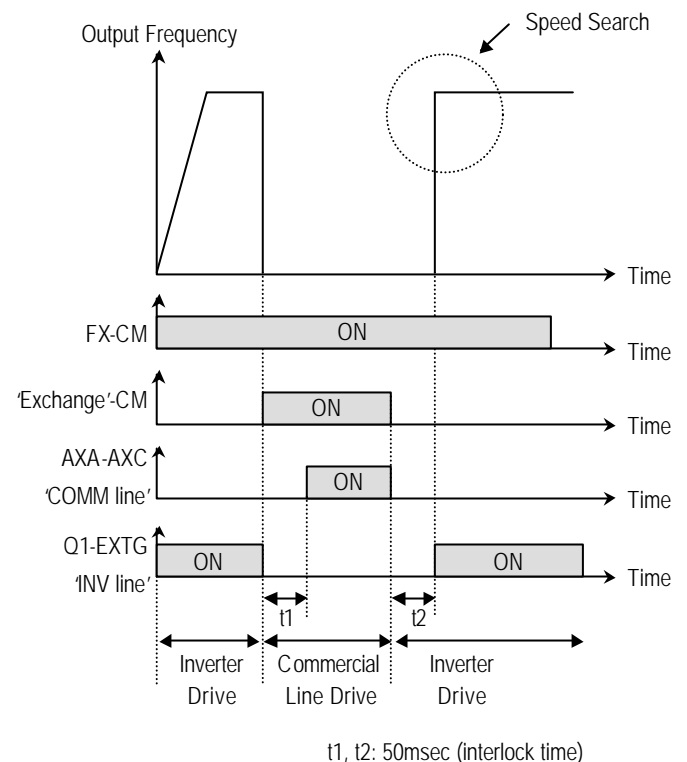 Speed Search
Output Frequency
Time
FX-CM
ON
Time
'Exchange'-CM
ON
Time
AXA-AXC
'COMM line'
ON
Time
Q1-EXTG
'INV line'
ON
ON
Time
t1
t2
Inverter
Drive
Commercial
Line Drive
Inverter
Drive
t1, t2: 50msec (interlock time)